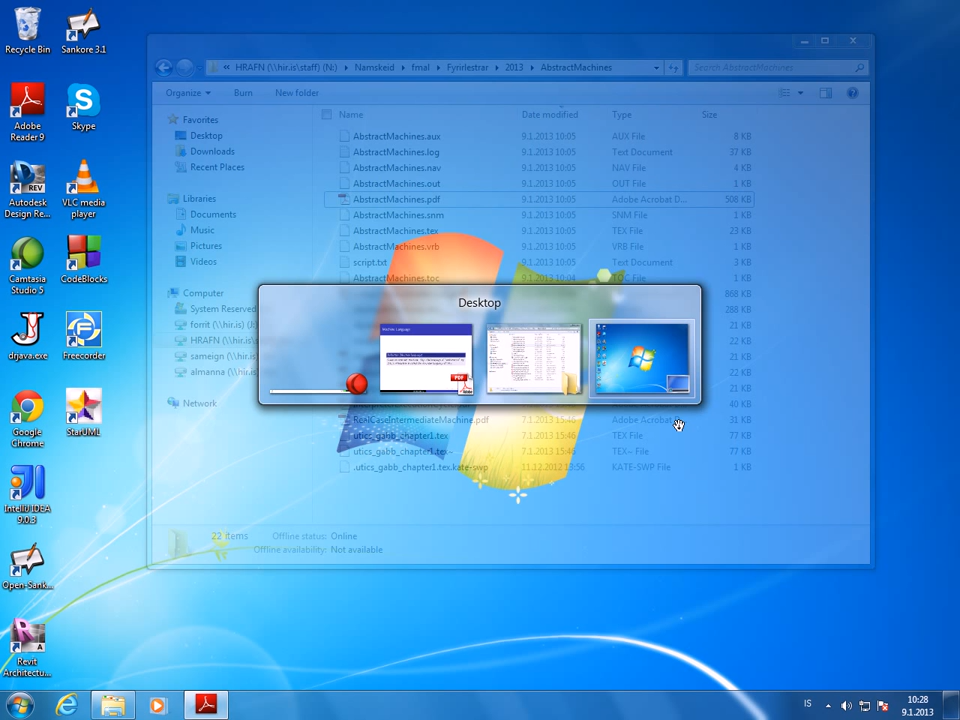 Recycle Bin
Sankore 3.1
Adobe Reader 9
Skype
Autodesk Design Re...
VLC media player
Camtasia Studio 5
CodeBlocks
drjava.exe
Freecorder
Google Chrome
StarUML
IntelliJ IDEA 9.0.3
Open-Sank...
Revit Architectu...
« HRAFN (\\hir.is\staff) (N:) Namskeid fmal Fyrirlestrar 2013 AbstractMachines
Search AbstractMachines
Organize Burn New folder
Name Date modified Type Size
Favorites
Desktop
Downloads
Recent Places
Libraries
Documents
Music
Pictures
Videos
Computer
System Reserved
forrit (\\hir.is) (I:)
HRAFN (\\hir.is
sameign (\\hir.is
almanna (\\hir.is
Network
AbstractMachines.aux 9.1.2013 10:05 AUX File 8 KB
AbstractMachines.log 9.1.2013 10:05 Text Document 37 KB
AbstractMachines.nav 9.1.2013 10:05 NAV File 4 KB
AbstractMachines.out 9.1.2013 10:05 OUT File 1 KB
AbstractMachines.pdf 9.1.2013 10:05 Adobe Acrobat D... 508 KB
AbstractMachines.snm 9.1.2013 10:05 SNM File 1 KB
AbstractMachines.tex 9.1.2013 10:05 TEX File 23 KB
AbstractMachines.vrb 9.1.2013 10:05 VRB File 1 KB
script.txt 9.1.2013 10:05 Text Document 3 KB
AbstractMachines.toc 9.1.2013 10:04 TOC File 1 KB
868 KB
288 KB
21 KB
22 KB
21 KB
22 KB
21 KB
40 KB
Desktop
Machine Language
RealCaseIntermediateMachine.pdf 7.1.2013 15:46 Adobe Acrobat D... 31 KB
utics_gabb_chapter1.tex 7.1.2013 15:46 TEX File 77 KB
utics_gabb_chapter1.tex~ 7.1.2013 15:46 TEX~ File 77 KB
.utics_gabb_chapter1.tex.kate-swp 11.12.2012 13:56 KATE-SWP File 1 KB
22 items Offline status: Online
Offline availability: Not available
IS
10:28
9.1.2013